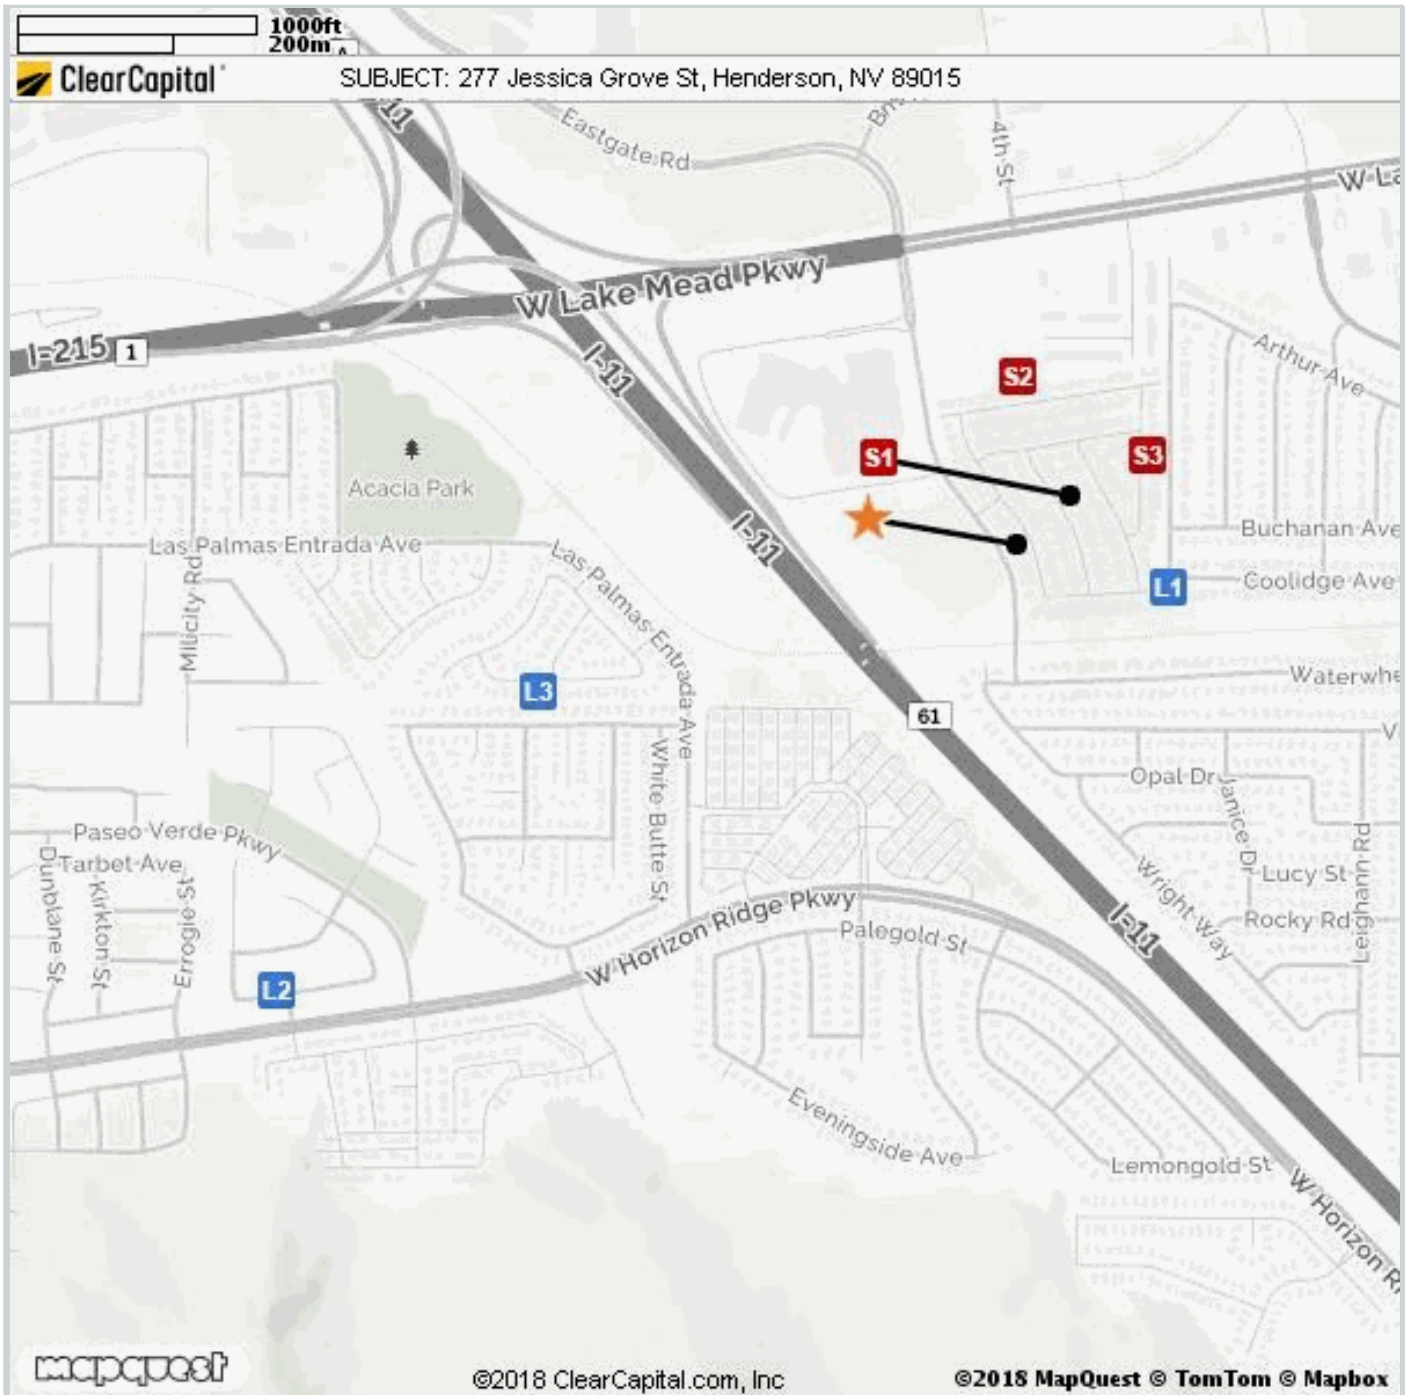 1000ft
200m
ClearCapital
SUBJECT: 277 Jessica Grove St, Henderson, NV 89015
11
Eastgate Rd
4th St
W La
W Lake Mead Pkwy
I-215
1
I-11
Arthur Ave
S2
S1
S3
Acacia Park
I-11
Buchanan Ave
Las Palmas Entrada Ave
Las Palmas Entrada Ave
Coolidge Ave
L1
Milicity Rd
Waterwhe
L3
61
V
White Butte St
Opal Dr
Janice Dr
Paseo Verde Pkwy
Tarbet Ave
Dunblane St
Kirkton St
Errogie St
Wright Way
Lucy St
Leighann Rd
Rocky Rd
W Horizon Ridge Pkwy
Palegold St
I-11
L2
Eveningside Ave
Lemongold St
W Horizon Ri
mapquest
©2018 ClearCapital.com, Inc
©2018 MapQuest © TomTom © Mapbox